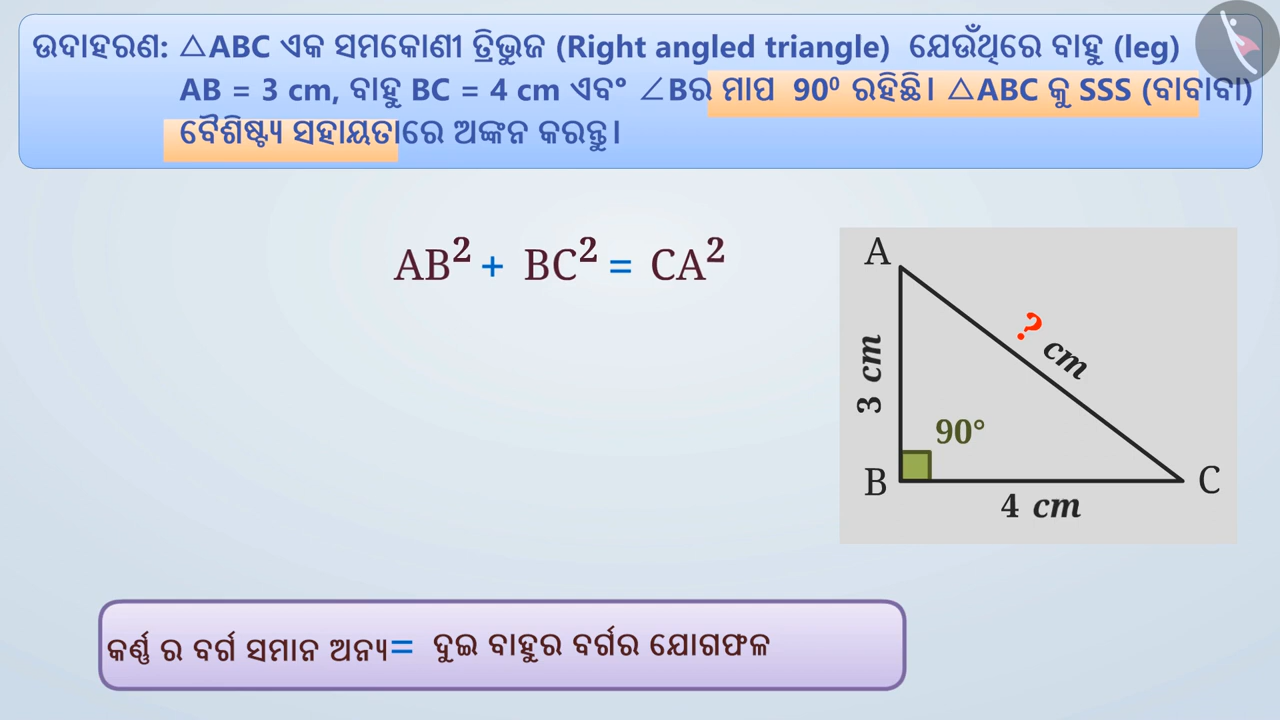 ଉଦାହରଣ: △ABC ଏକ ସମକୋଣୀ ତ୍ରିଭୁଜ (Right angled triangle) ଯେଉଁଥିରେ ବାହୁ (leg)
AB = 3 cm, ବାହୁ BC = 4 cm ଏବଂ ∠Bର ମାପ 90⁰ ରହିଛି। △ABC କୁ SSS (ବାବାବା)
ବୈଶିଷ୍ଟ୍ୟ ସହାୟତାରେ ଅଙ୍କନ କରନ୍ତୁ।
AB² + BC² = CA²
A
? cm
3 cm
90°
B
C
4 cm
କର୍ଣ୍ଣ ର ବର୍ଗ ସମାନ ଅନ୍ୟ= ଦୁଇ ବାହୁର ବର୍ଗର ଯୋଗଫଳ